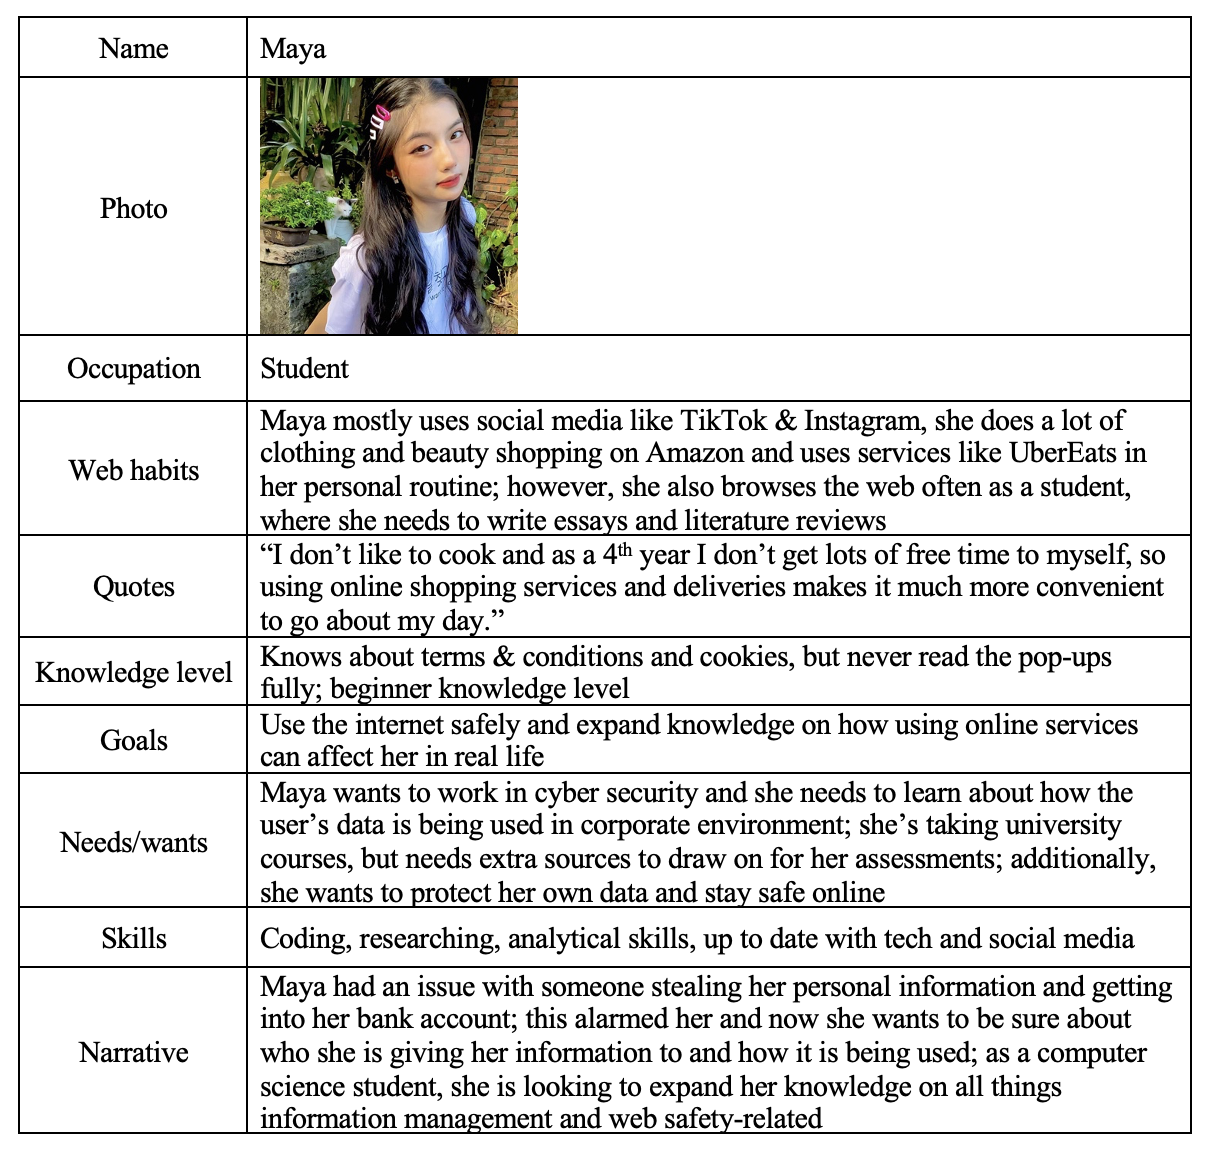 Name
Maya
Photo
Occupation
Student
Web habits
Maya mostly uses social media like TikTok & Instagram, she does a lot of
clothing and beauty shopping on Amazon and uses services like UberEats in
her personal routine; however, she also browses the web often as a student,
where she needs to write essays and literature reviews
Quotes
“I don’t like to cook and as a 4th year I don’t get lots of free time to myself, so
using online shopping services and deliveries makes it much more convenient
to go about my day.”
Knowledge level
Knows about terms & conditions and cookies, but never read the pop-ups
fully; beginner knowledge level
Goals
Use the internet safely and expand knowledge on how using online services
can affect her in real life
Needs/wants
Maya wants to work in cyber security and she needs to learn about how the
user’s data is being used in corporate environment; she’s taking university
courses, but needs extra sources to draw on for her assessments; additionally,
she wants to protect her own data and stay safe online
Skills
Coding, researching, analytical skills, up to date with tech and social media
Narrative
Maya had an issue with someone stealing her personal information and getting
into her bank account; this alarmed her and now she wants to be sure about
who she is giving her information to and how it is being used; as a computer
science student, she is looking to expand her knowledge on all things
information management and web safety-related